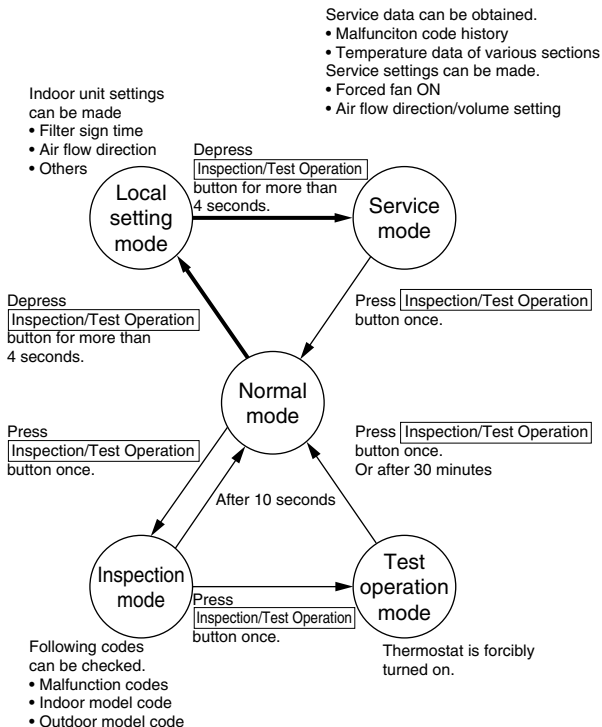 Service data can be obtained.
• Malfunciton code history
• Temperature data of various sections
Service settings can be made.
• Forced fan ON
• Air flow direction/volume setting
Indoor unit settings
can be made
• Filter sign time
• Air flow direction
• Others
Depress
Inspection/Test Operation
button for more than
4 seconds.
Local
setting
mode
Service
mode
Depress
Inspection/Test Operation
button for more than
4 seconds.
Press Inspection/Test Operation
button once.
Normal
mode
Press
Inspection/Test Operation
button once.
Press Inspection/Test Operation
button once.
Or after 30 minutes
After 10 seconds
Inspection
mode
Test
operation
mode
Press
Inspection/Test Operation
button once.
Following codes
can be checked.
• Malfunction codes
• Indoor model code
• Outdoor model code
Thermostat is forcibly
turned on.